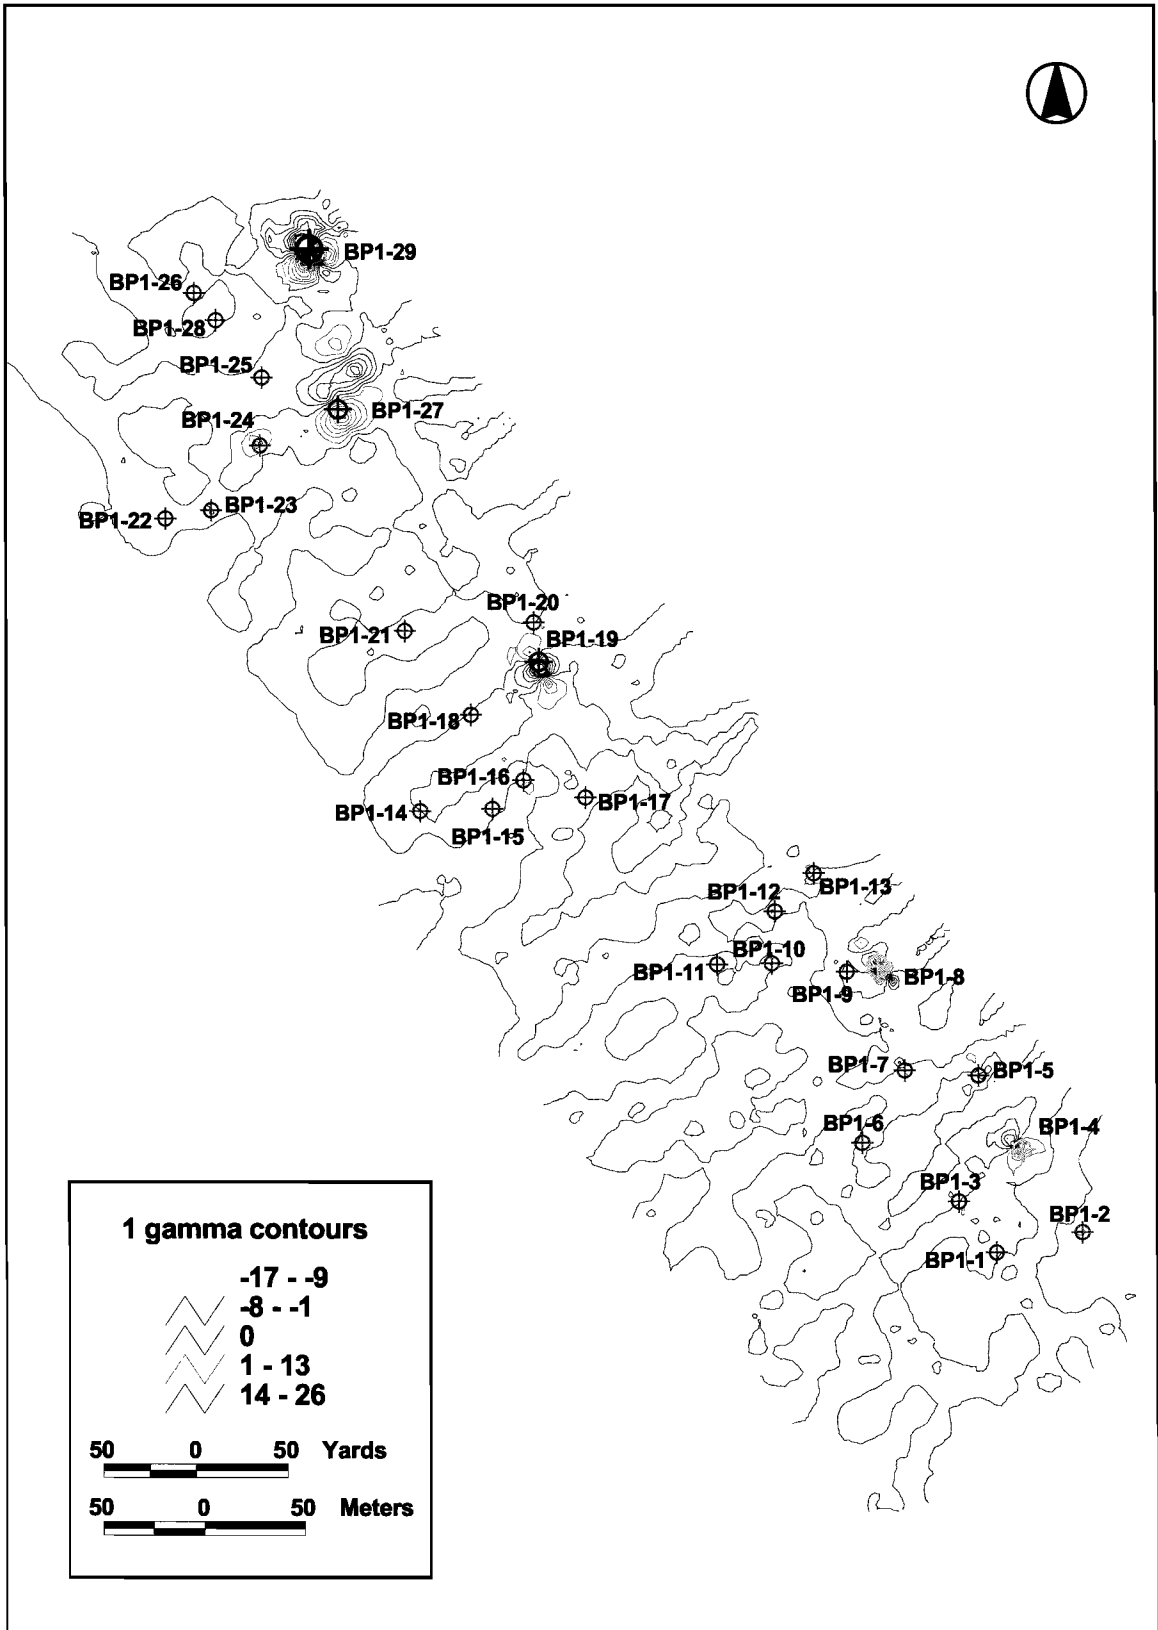 BP1-29
BP1-26
BP1-28
BP1-25
BP1-27
BP1-24
BP1-23
BP1-22
BP1-20
BP1-21
BP1-19
BP1-18
BP1-16
BP1-17
BP1-14
BP1-15
BP1-12
BP1-13
BP1-10
BP1-11
BP1-8
BP1-9
BP1-7
BP1-5
BP1-6
BP1-4
BP1-3
BP1-2
BP1-1
1 gamma contours
-17 - -9
-8 - -1
0
1 - 13
14 - 26
50 0 50 Yards
50 0 50 Meters